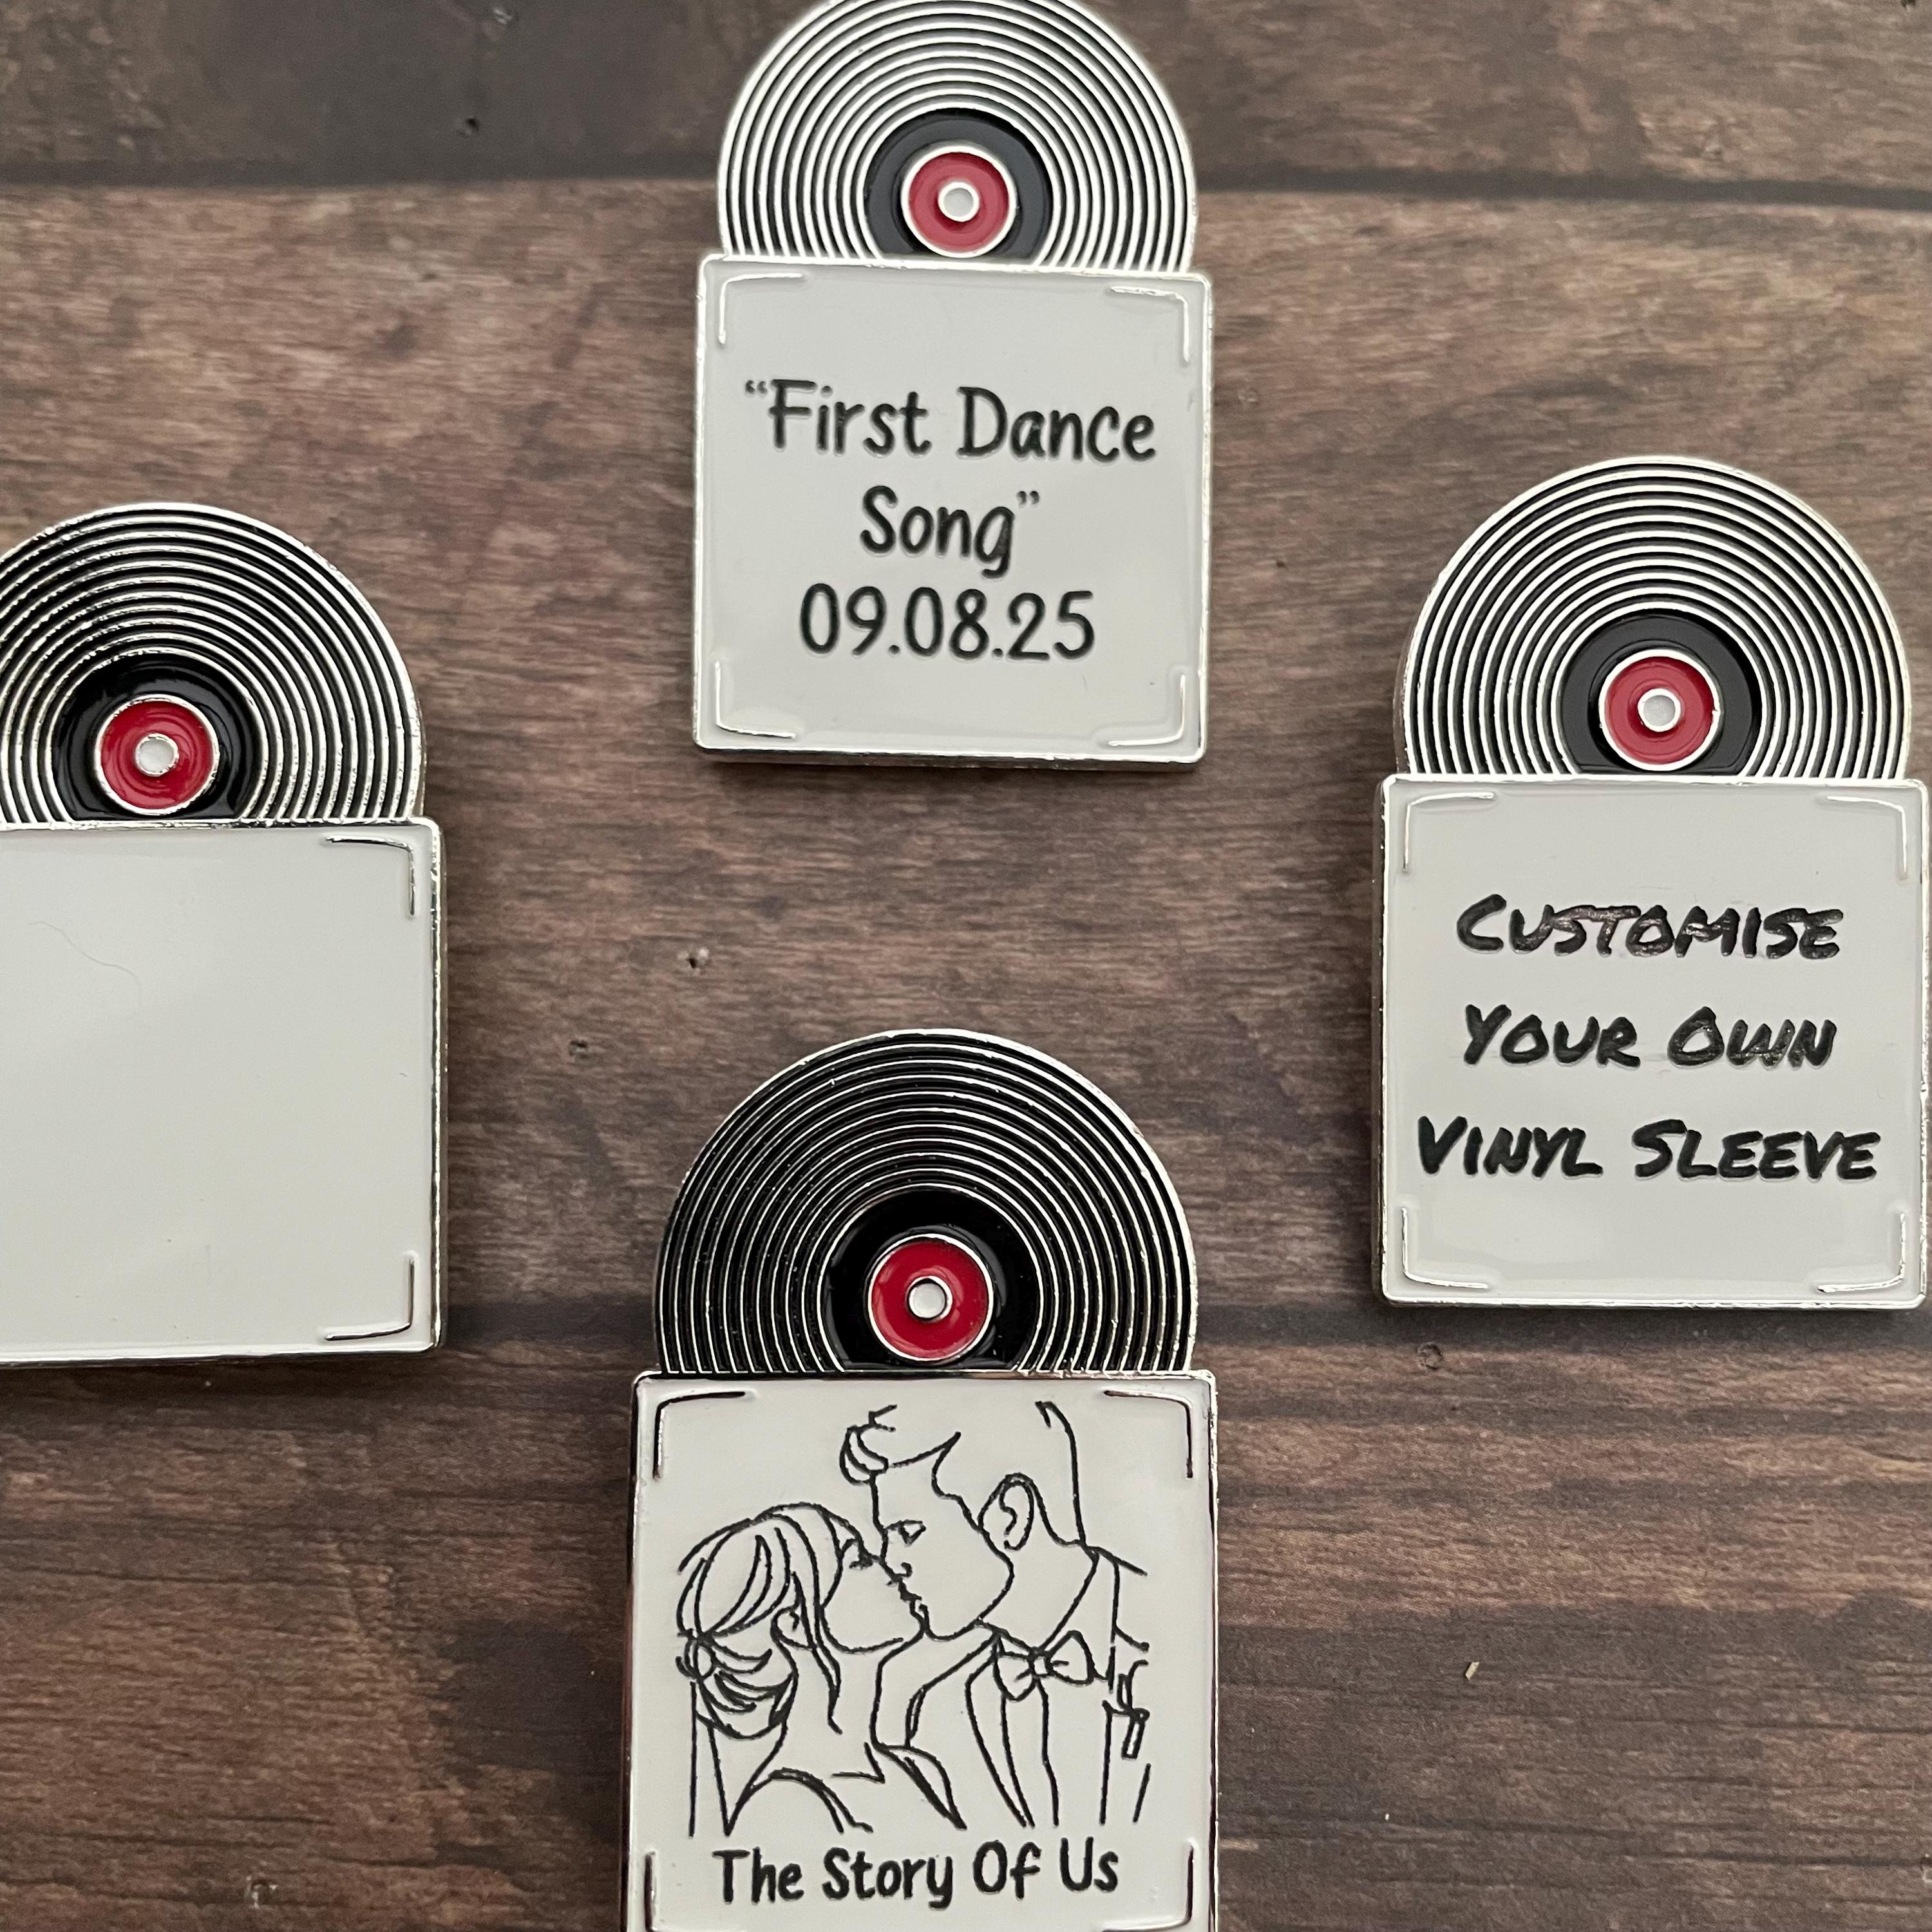 “First Dance
Song”
09.08.25
CUSTOMISE
YOUR OWN
VINYL SLEEVE
The Story Of Us